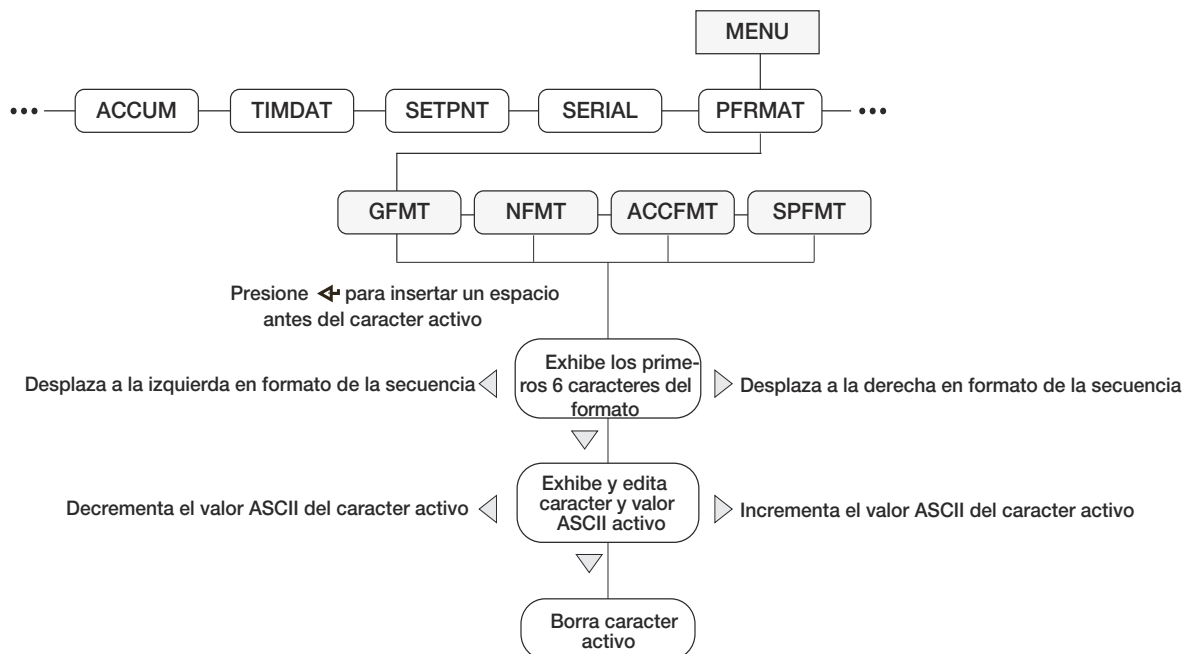 MENU
••• ACCUM TIMDAT SETPNT SERIAL PFRMAT •••
GFMT NFMT ACCFMT SPFMT
Presione para insertar un espacio
antes del caracter activo
Exhibe los prime-
ros 6 caracteres del
formato
Desplaza a la izquierda en formato de la secuencia
Desplaza a la derecha en formato de la secuencia
Exhibe y edita
caracter y valor
ASCII activo
Decrementa el valor ASCII del caracter activo
Incrementa el valor ASCII del caracter activo
Borra caracter
activo